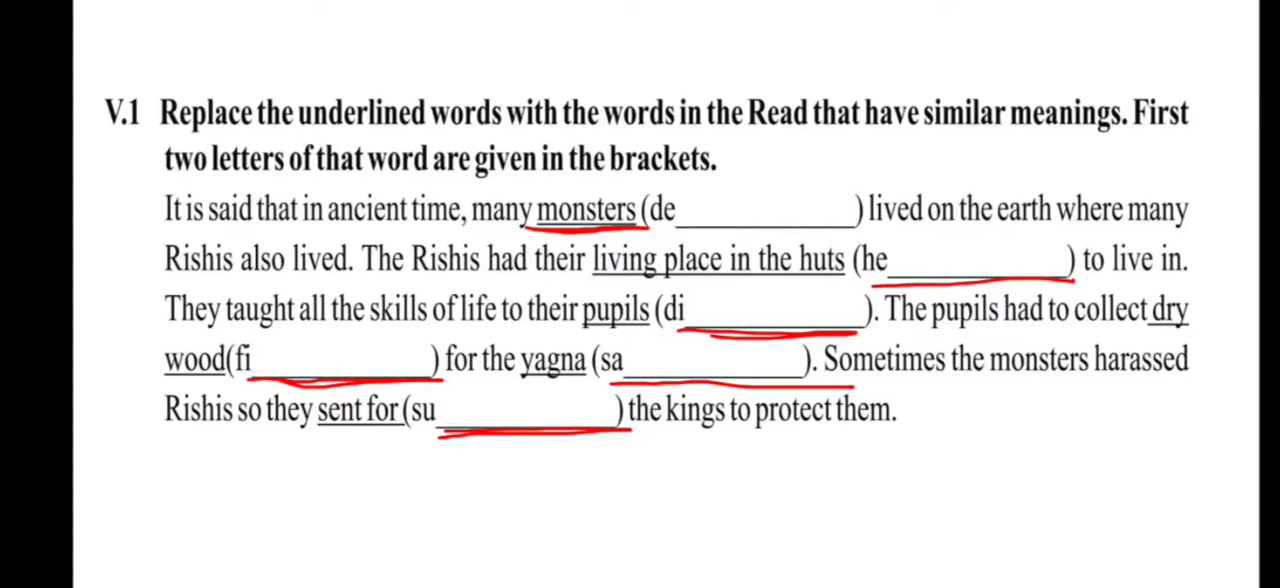 V.1 Replace the underlined words with the words in the Read that have similar meanings. First
two letters of that word are given in the brackets.
It is said that in ancient time, many monsters (de____________) lived on the earth where many
Rishis also lived. The Rishis had their living place in the huts (he____________) to live in.
They taught all the skills of life to their pupils (di____________). The pupils had to collect dry
wood(fi____________) for the yagna (sa____________). Sometimes the monsters harassed
Rishis so they sent for (su____________) the kings to protect them.